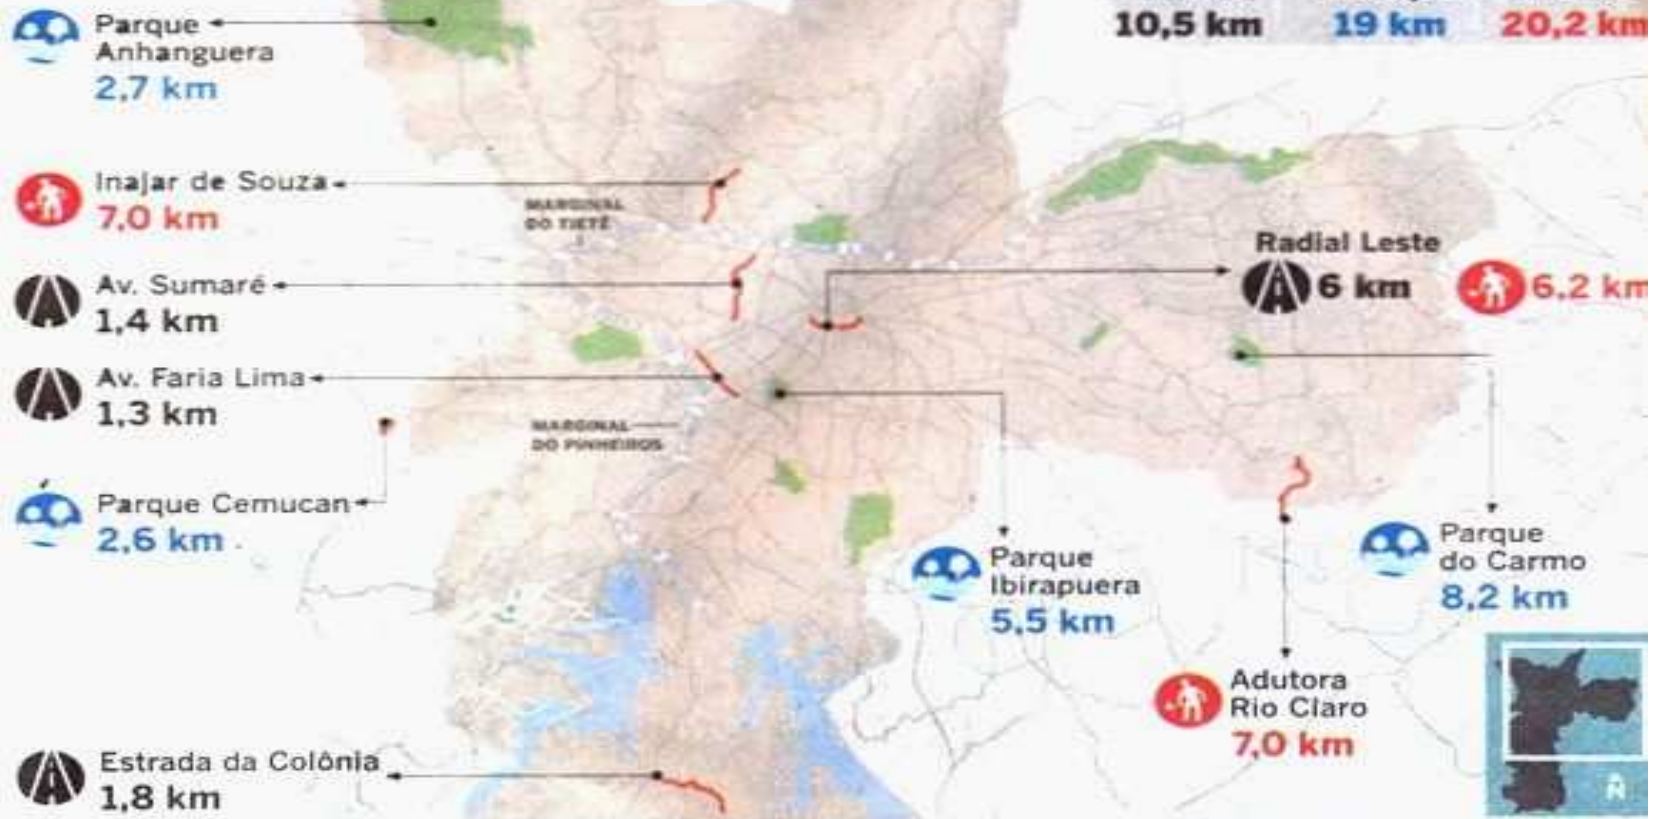 10,5 km 19 km 20,2 km
Parque
Anhanguera
2,7 km
Inajar de Souza
7,0 km
MARGINAL
DO TIETÊ
Av. Sumaré
1,4 km
Radial Leste
6 km 6,2 km
Av. Faria Lima
1,3 km
MARGINAL
DO PINHEIROS
Parque Cemucan
2,6 km
Parque
Ibirapuera
5,5 km
Parque
do Carmo
8,2 km
Adutora
Rio Claro
7,0 km
Estrada da Colônia
1,8 km
N